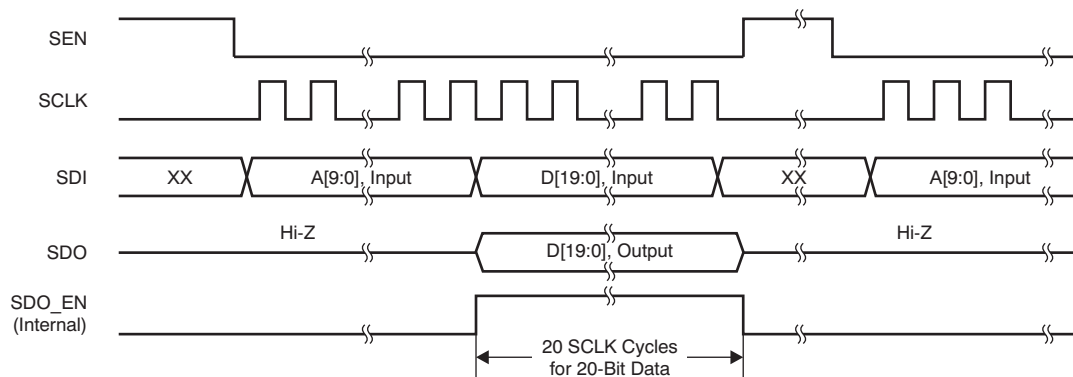 SEN
SCLK
SDI
XX
A[9:0], Input
D[19:0], Input
XX
A[9:0], Input
SDO
Hi-Z
D[19:0], Output
Hi-Z
SDO_EN
(Internal)
20 SCLK Cycles
for 20-Bit Data